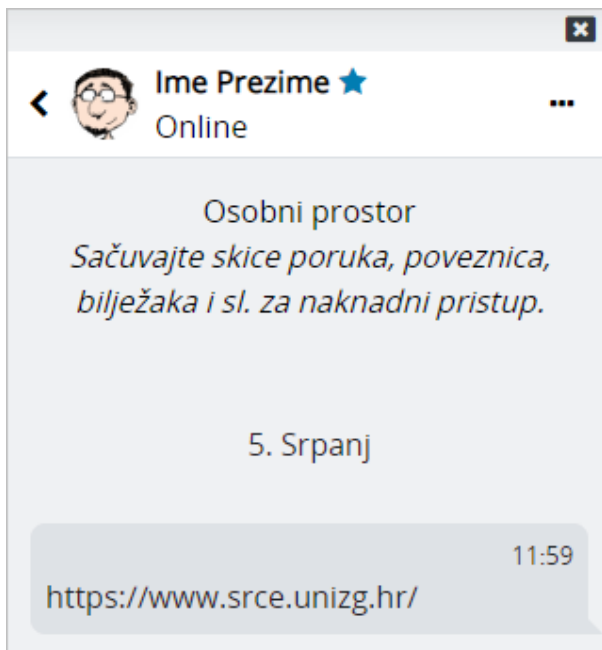 Ime Prezime
Online
Osobni prostor
Sačuvajte skice poruka, poveznica,
bilježaka i sl. za naknadni pristup.
5. Srpanj
11:59
https://www.srce.unizg.hr/